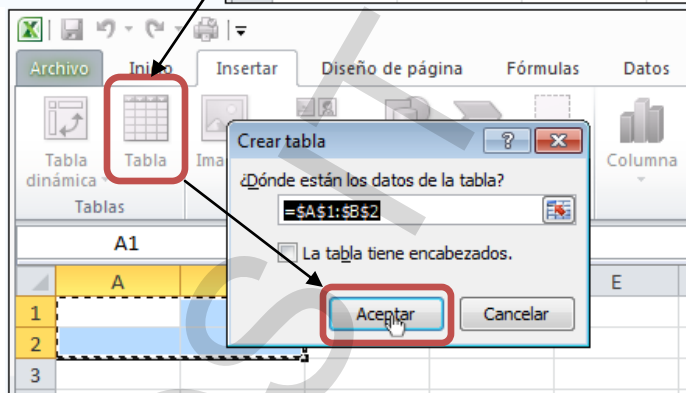 Archivo Inicio Insertar Diseño de página Fórmulas Datos
Tabla dinámica
Tabla
Columna
Tablas
Crear tabla
¿Dónde están los datos de la tabla?
=$A$1:$B$2
La tabla tiene encabezados.
Aceptar Cancelar
A1
A E
1
2
3